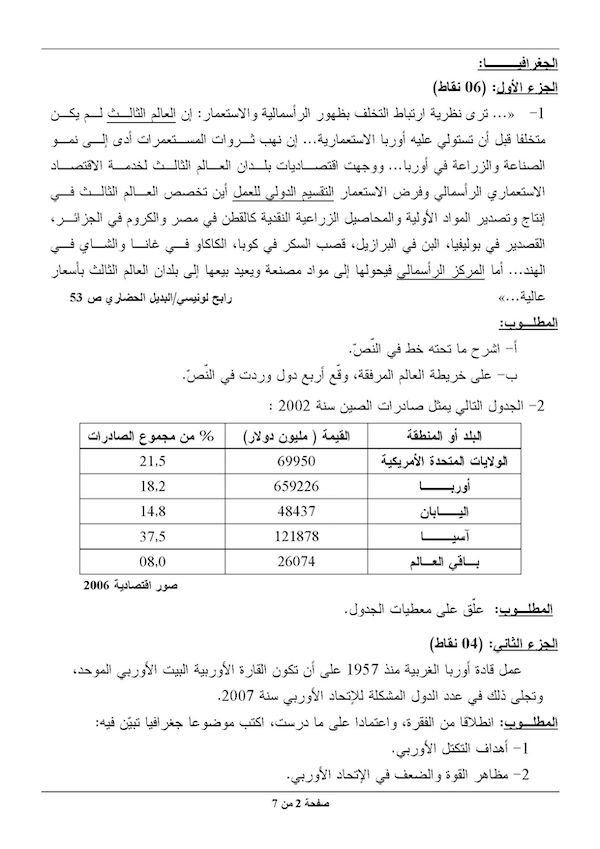 الجغرافيـــــا:
الجزء الأول: (06 نقاط)
1- «... ترى نظرية ارتباط التخلف بظهور الرأسمالية والاستعمار: إن العالم الثالث لم يكن
متخلفا قبل أن تستولي عليه أوربا الاستعمارية... إن نهب ثروات المستعمرات أدى إلى نمو
الصناعة والزراعة في أوربا... ووجهت اقتصاديات بلدان العالم الثالث لخدمة الاقتصاد
الاستعماري الرأسمالي وفرض الاستعمار التقسيم الدولي للعمل أين تخصص العالم الثالث في
إنتاج وتصدير المواد الأولية والمحاصيل الزراعية النقدية كالقطن في مصر والكروم في الجزائر،
القصدير في بوليفيا، البن في البرازيل، قصب السكر في كوبا، الكاكاو في غانا والشاي في
الهند... أما المركز الرأسمالي فيحولها إلى مواد مصنعة ويعيد بيعها إلى بلدان العالم الثالث بأسعار
عالية...» رابح لونيسي/البديل الحضاري ص 53
المطلوب:
أ- اشرح ما تحته خط في النّصّ.
ب- على خريطة العالم المرفقة، وقّع أربع دول وردت في النّصّ.
2- الجدول التالي يمثل صادرات الصين سنة 2002 :
البلد أو المنطقة القيمة ( مليون دولار) % من مجموع الصادرات
الولايات المتحدة الأمريكية 69950 21,5
أوربـــــا 659226 18,2
اليـــابان 48437 14,8
آسيـــــا 121878 37,5
بـــاقي العـــالم 26074 08,0
صور اقتصادية 2006
المطلوب: علّق على معطيات الجدول.
الجزء الثاني: (04 نقاط)
عمل قادة أوربا الغربية منذ 1957 على أن تكون القارة الأوربية البيت الأوربي الموحد،
وتجلى ذلك في عدد الدول المشكلة للإتحاد الأوربي سنة 2007.
المطلوب: انطلاقا من الفقرة، واعتمادا على ما درست، اكتب موضوعا جغرافيا تبيّن فيه:
1- أهداف التكتل الأوربي.
2- مظاهر القوة والضعف في الإتحاد الأوربي.
صفحة 2 من 7